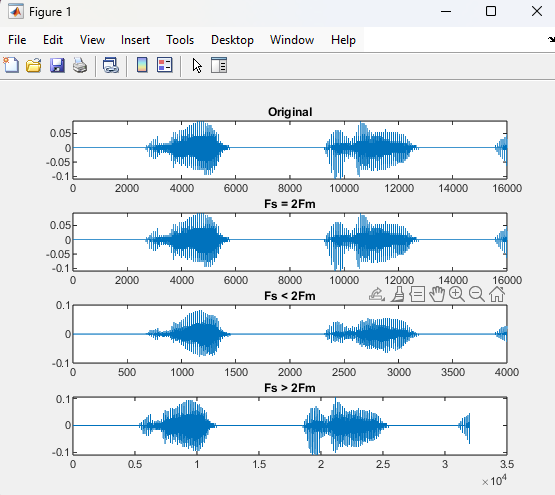 Figure 1
File Edit View Insert Tools Desktop Window Help
Original
0.05
0
-0.05
-0.1
0 2000 4000 6000 8000 10000 12000 14000 16000
Fs = 2Fm
0.05
0
-0.05
-0.1
0 2000 4000 6000 8000 10000 12000 14000 16000
Fs < 2Fm
0.1
0
-0.1
0 500 1000 1500 2000 2500 3000 3500 4000
Fs > 2Fm
0.1
0
-0.1
0 0.5 1 1.5 2 2.5 3 3.5
×10^4